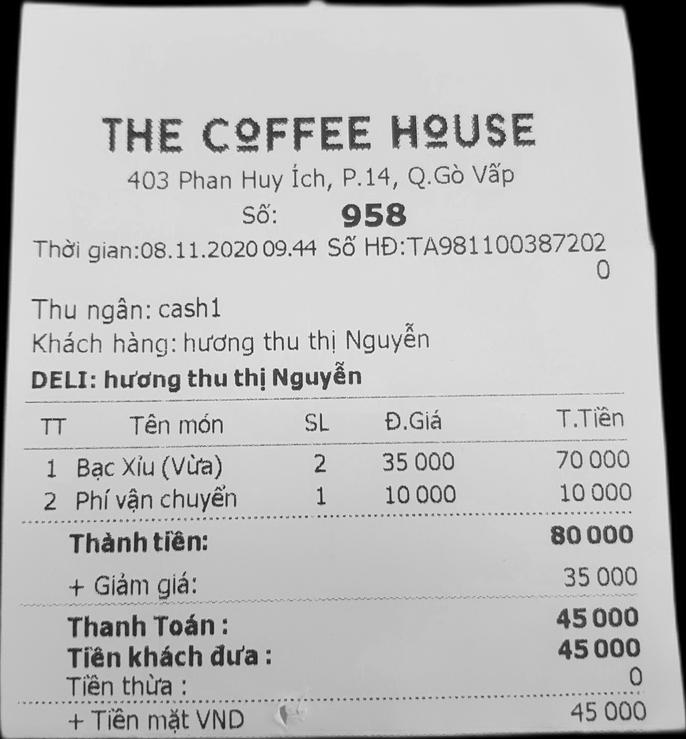 THE COFFEE HOUSE
403 Phan Huy Ích, P.14, Q.Gò Vấp
Số: 958
Thời gian:08.11.2020 09.44 Số HĐ:TA981100387202
0
Thu ngân: cash1
Khách hàng: hương thu thị Nguyễn
DELI: hương thu thị Nguyễn
TT Tên món SL Đ.Giá T.Tiền
1 Bạc Xỉu (Vừa) 2 35 000 70 000
2 Phí vận chuyển 1 10 000 10 000
Thành tiền: 80 000
+ Giảm giá: 35 000
Thanh Toán : 45 000
Tiền khách đưa : 45 000
Tiền thừa : 0
+ Tiền mặt VND 45 000